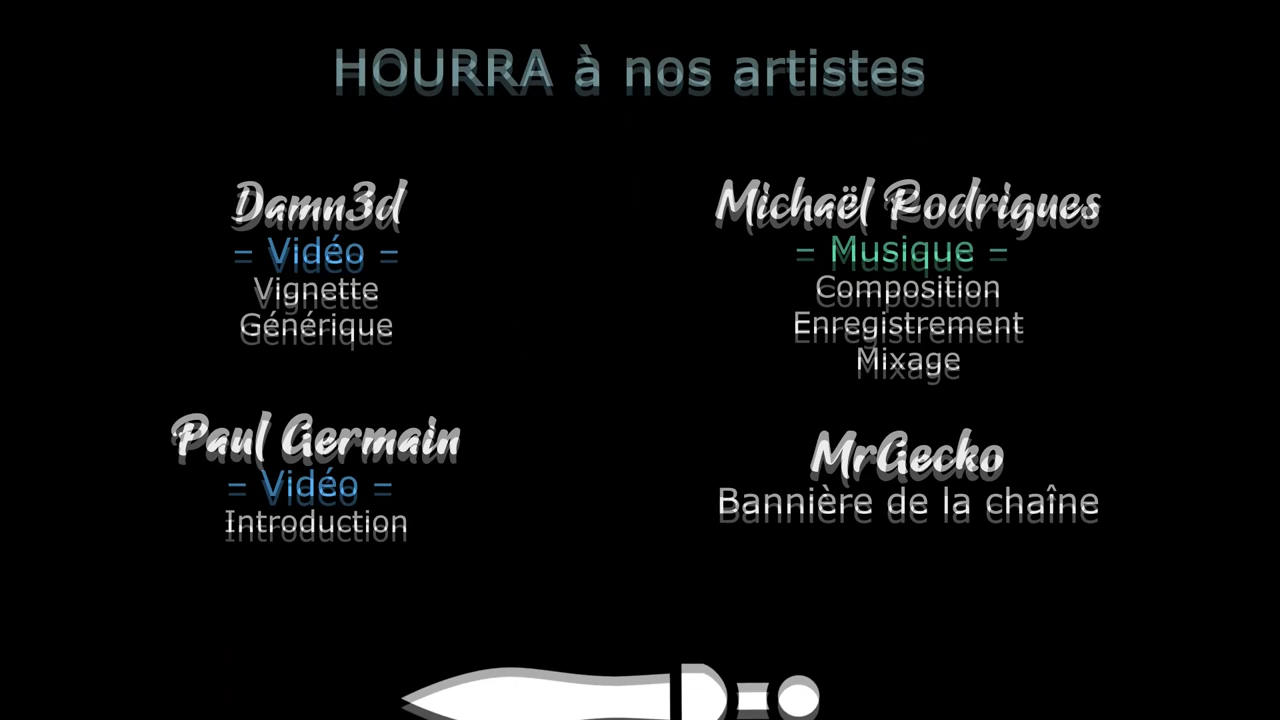 HOURRA à nos artistes
Damn3d
= Vidéo =
Vignette
Générique
Michaël Rodrigues
= Musique =
Composition
Enregistrement
Mixage
Paul Germain
= Vidéo =
Introduction
MrGecko
Bannière de la chaîne